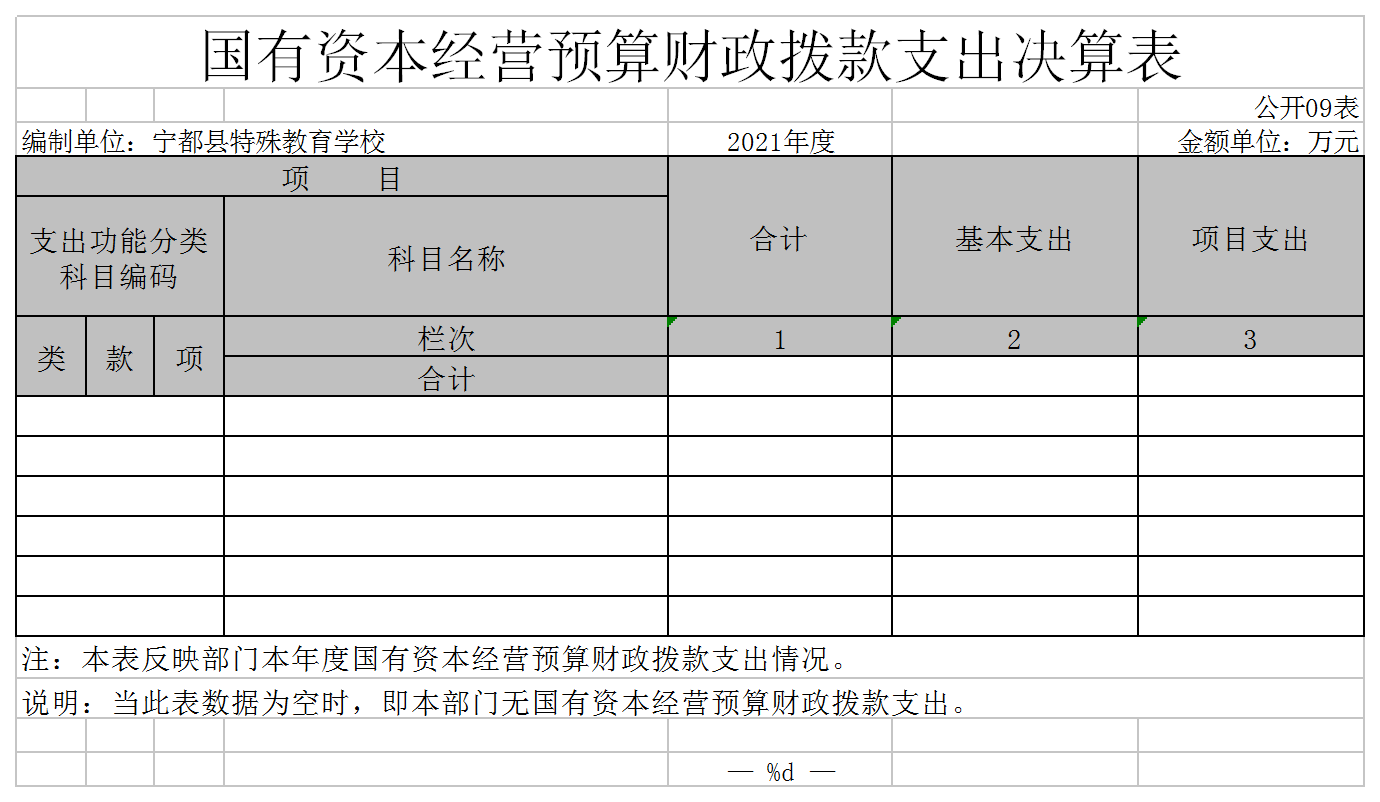 国有资本经营预算财政拨款支出决算表
公开09表
编制单位：宁都县特殊教育学校 2021年度 金额单位：万元
项 目
合计 基本支出 项目支出
支出功能分类
科目编码
科目名称
类 款 项
栏次 1 2 3
合计
注：本表反映部门本年度国有资本经营预算财政拨款支出情况。
说明：当此表数据为空时，即本部门无国有资本经营预算财政拨款支出。
— %d —